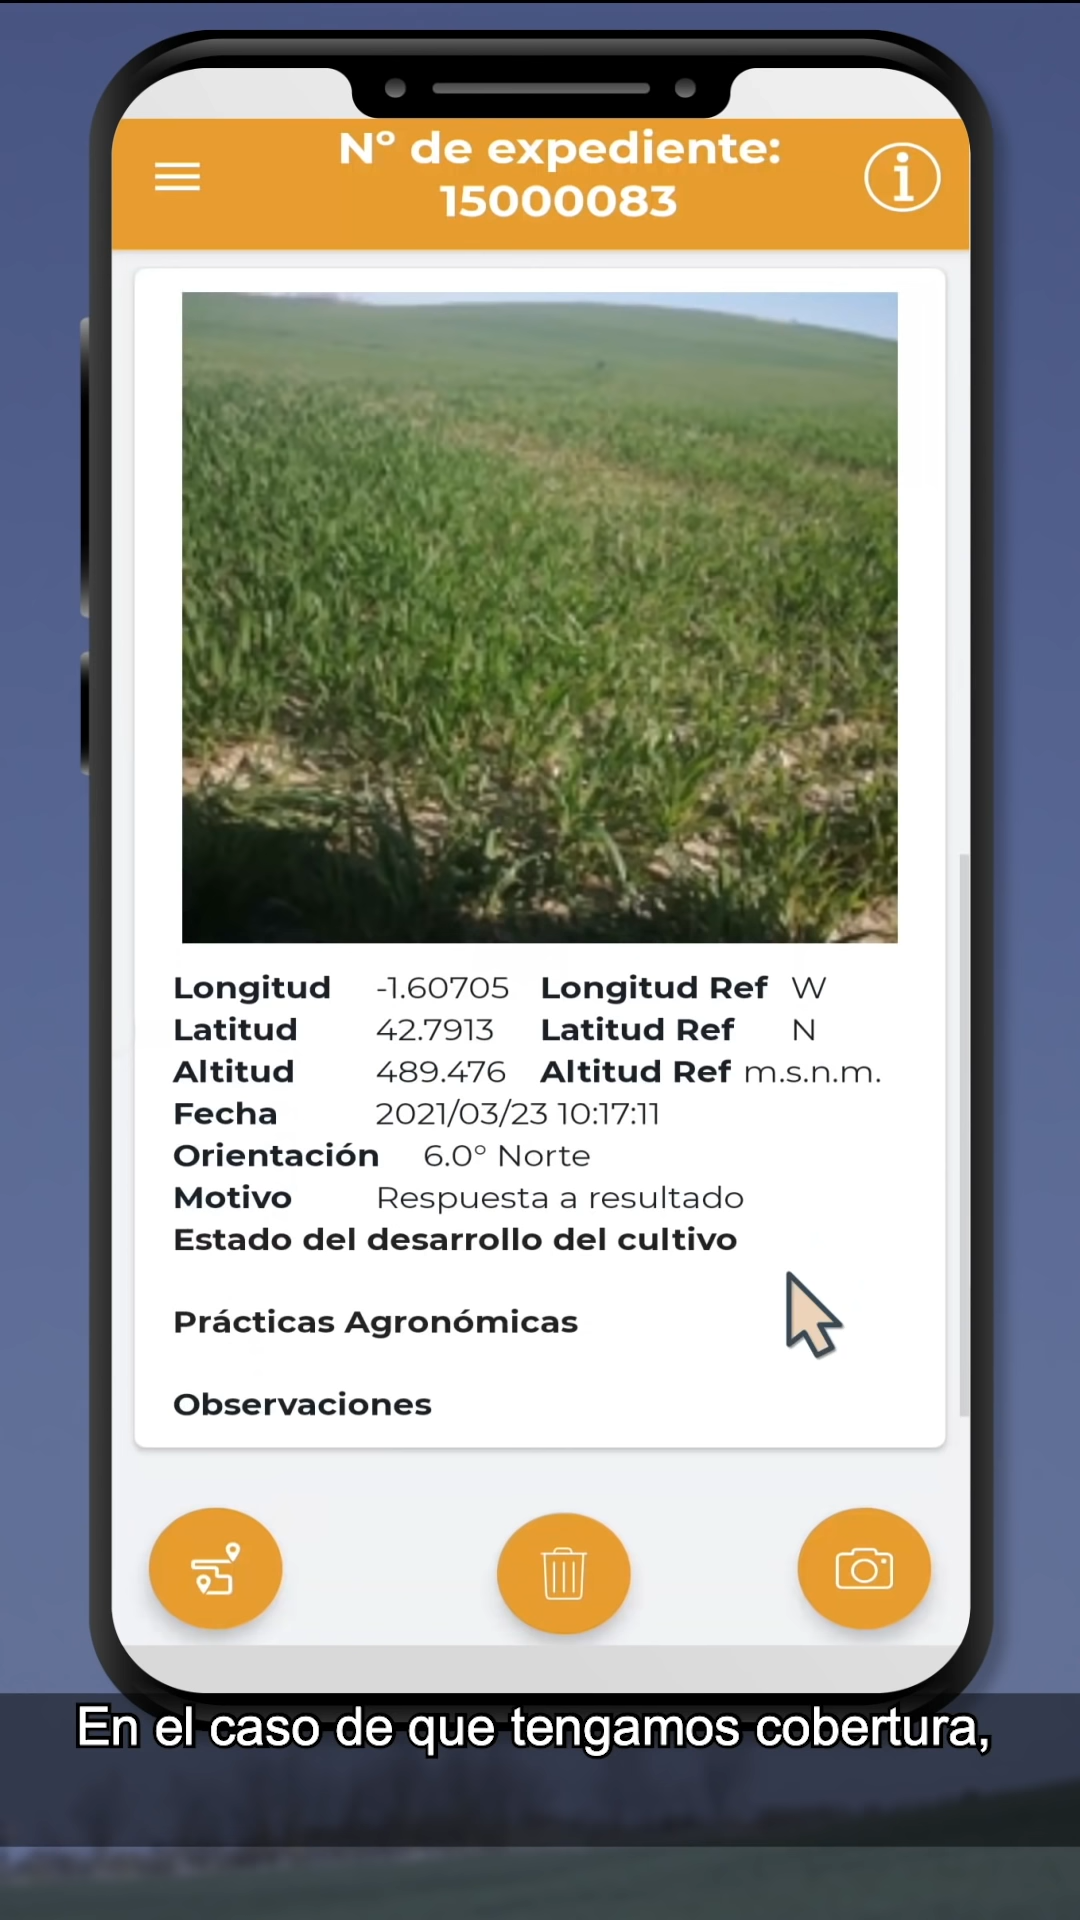 Nº de expediente:
15000083
Longitud -1.60705 Longitud Ref W
Latitud 42.7913 Latitud Ref N
Altitud 489.476 Altitud Ref m.s.n.m.
Fecha 2021/03/23 10:17:11
Orientación 6.0° Norte
Motivo Respuesta a resultado
Estado del desarrollo del cultivo
Prácticas Agronómicas
Observaciones
En el caso de que tengamos cobertura,